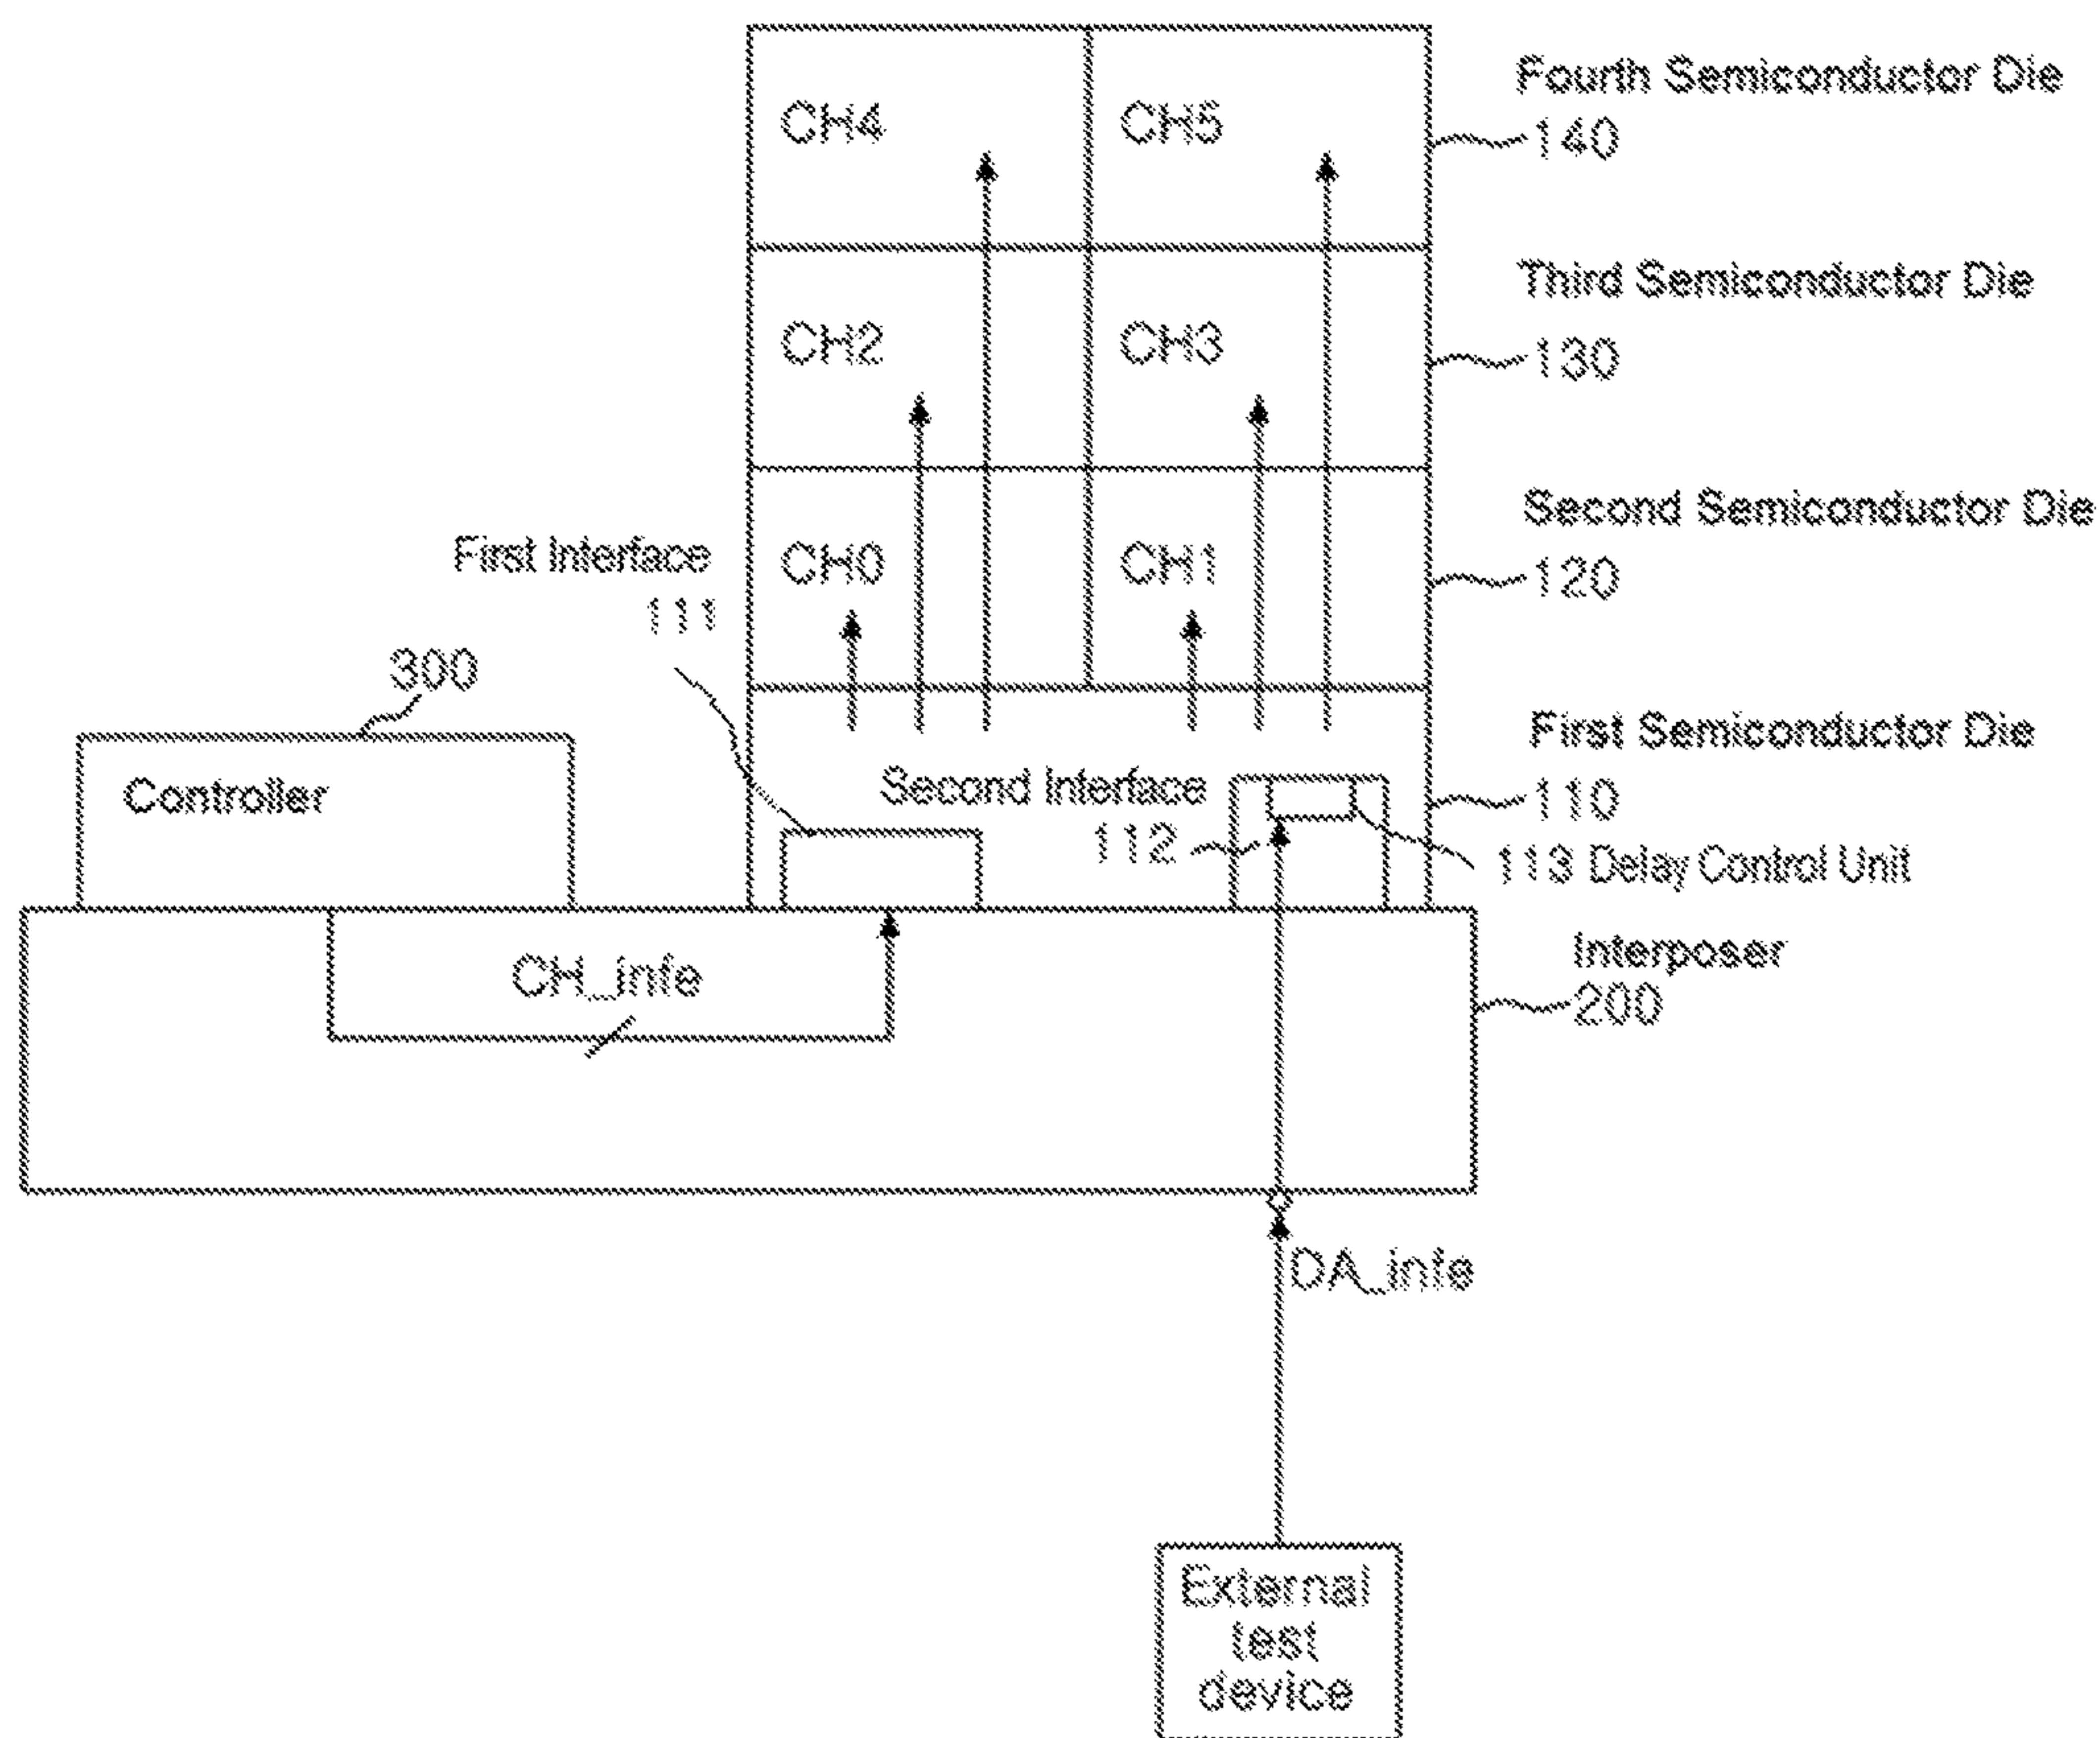 Fourth Semiconductor Die
CH4
CH5
140
Third Semiconductor Die
CH2
CH3
130
Second Semiconductor Die
First Interface
CH0
CH1
120
111
300
First Semiconductor Die
Controller
Second Interface
110
112
113 Delay Control Unit
Interposer
CH_infe
200
DA_infe
External
test
device